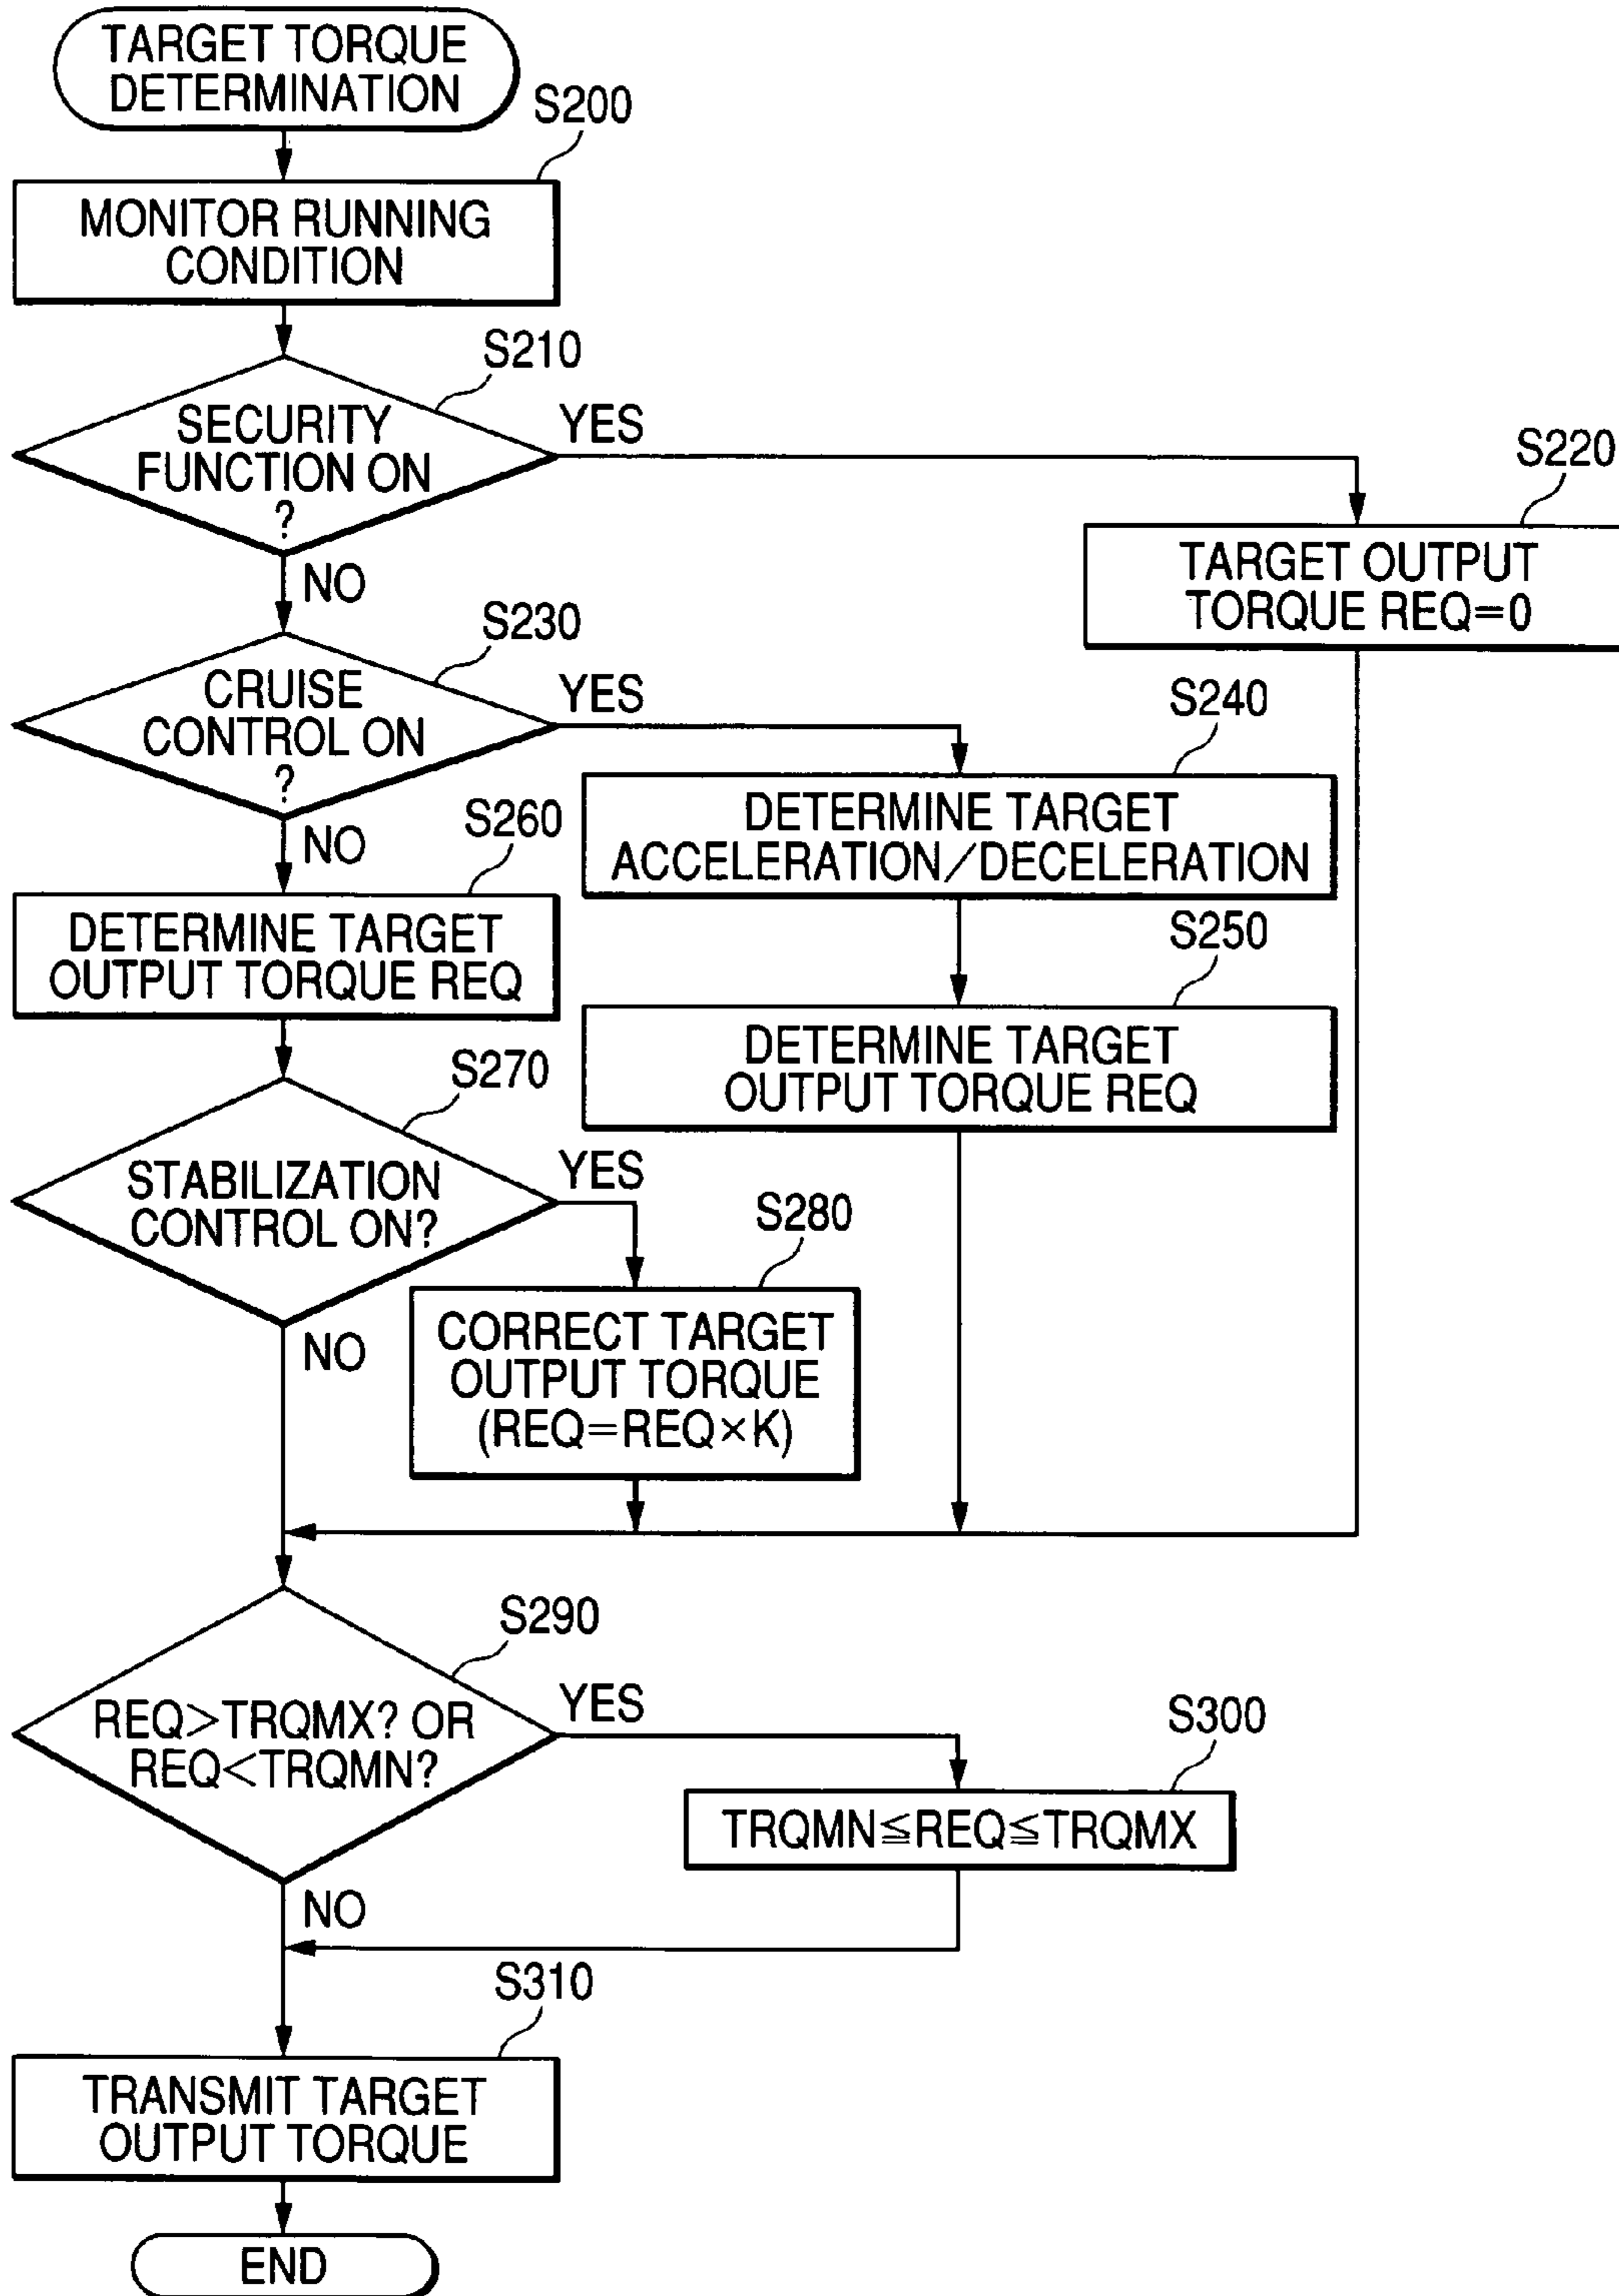 TARGET TORQUE
DETERMINATION
S200
MONITOR RUNNING
CONDITION
S210
SECURITY
FUNCTION ON
?
YES
NO
S220
TARGET OUTPUT
TORQUE REQ=0
S230
CRUISE
CONTROL ON
?
YES
NO
S240
DETERMINE TARGET
ACCELERATION/DECELERATION
S250
DETERMINE TARGET
OUTPUT TORQUE REQ
S260
DETERMINE TARGET
OUTPUT TORQUE REQ
S270
STABILIZATION
CONTROL ON?
YES
NO
S280
CORRECT TARGET
OUTPUT TORQUE
(REQ=REQ×K)
S290
REQ>TRQMX? OR
REQ<TRQMN?
YES
NO
S300
TRQMN≦REQ≦TRQMX
S310
TRANSMIT TARGET
OUTPUT TORQUE
END